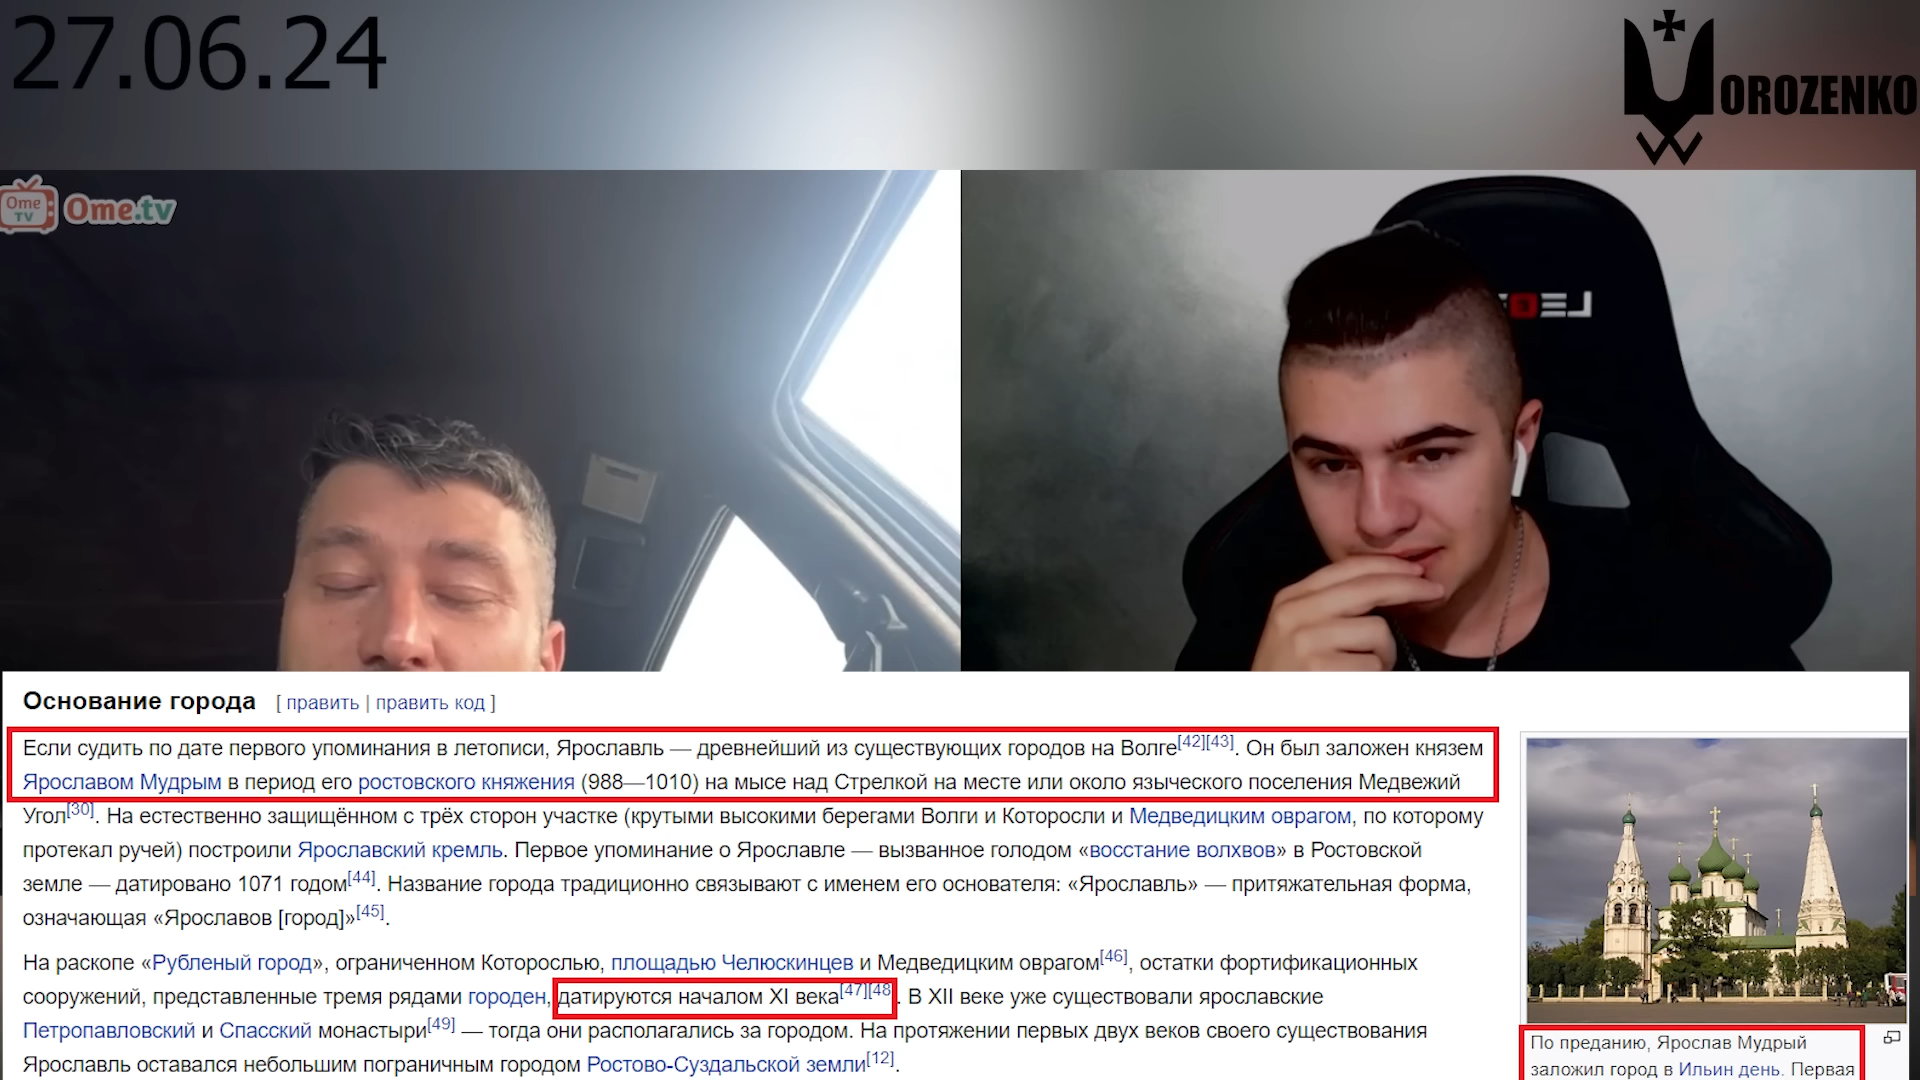 27.06.24
OROZENKO
Ome TV
Ome.tv
Основание города [ править | править код ]
Если судить по дате первого упоминания в летописи, Ярославль — древнейший из существующих городов на Волге[42][43]. Он был заложен князем
Ярославом Мудрым в период его ростовского княжения (988—1010) на мысе над Стрелкой на месте или около языческого поселения Медвежий
Угол[30]. На естественно защищённом с трёх сторон участке (крутыми высокими берегами Волги и Которосли и Медведицким оврагом, по которому
протекал ручей) построили Ярославский кремль. Первое упоминание о Ярославле — вызванное голодом «восстание волхвов» в Ростовской
земле — датировано 1071 годом[44]. Название города традиционно связывают с именем его основателя: «Ярославль» — притяжательная форма,
означающая «Ярославов [город]»[45].
На раскопе «Рубленый город», ограниченном Которослью, площадью Челюскинцев и Медведицким оврагом[46], остатки фортификационных
сооружений, представленные тремя рядами городен, датируются началом XI века[47][48]. В XII веке уже существовали ярославские
Петропавловский и Спасский монастыри[49] — тогда они располагались за городом. На протяжении первых двух веков своего существования
Ярославль оставался небольшим пограничным городом Ростово-Суздальской земли[12].
По преданию, Ярослав Мудрый
заложил город в Ильин день. Первая